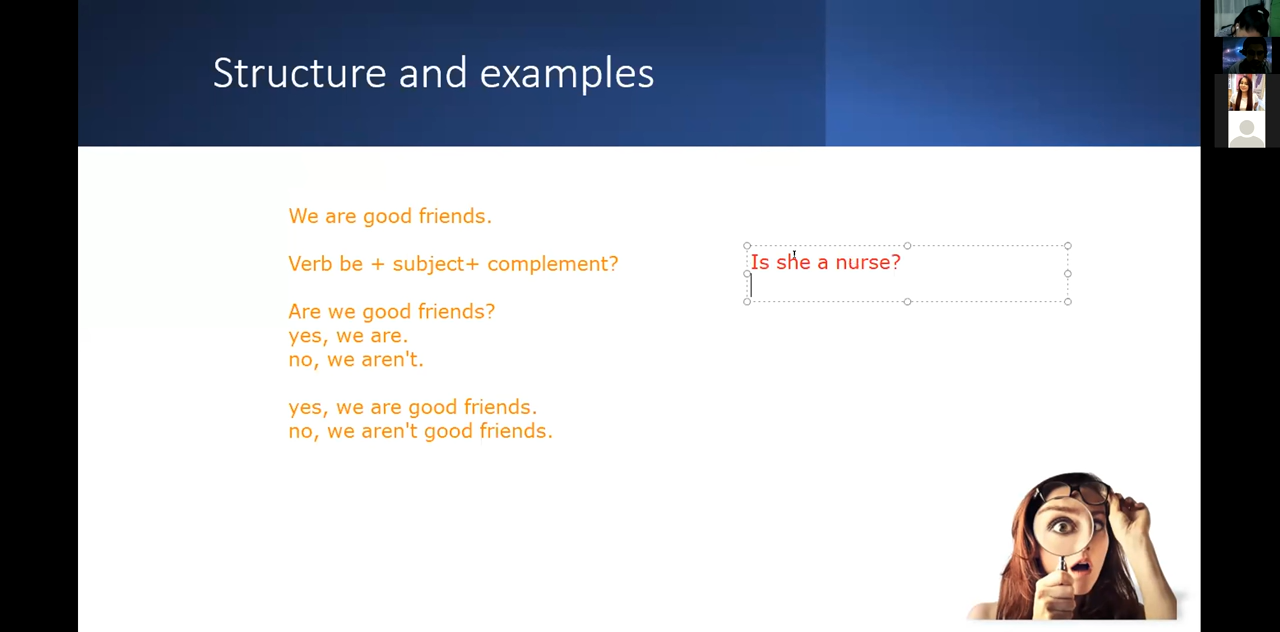 Structure and examples
We are good friends.
Verb be + subject+ complement?
Are we good friends?
yes, we are.
no, we aren't.
yes, we are good friends.
no, we aren't good friends.
Is she a nurse?